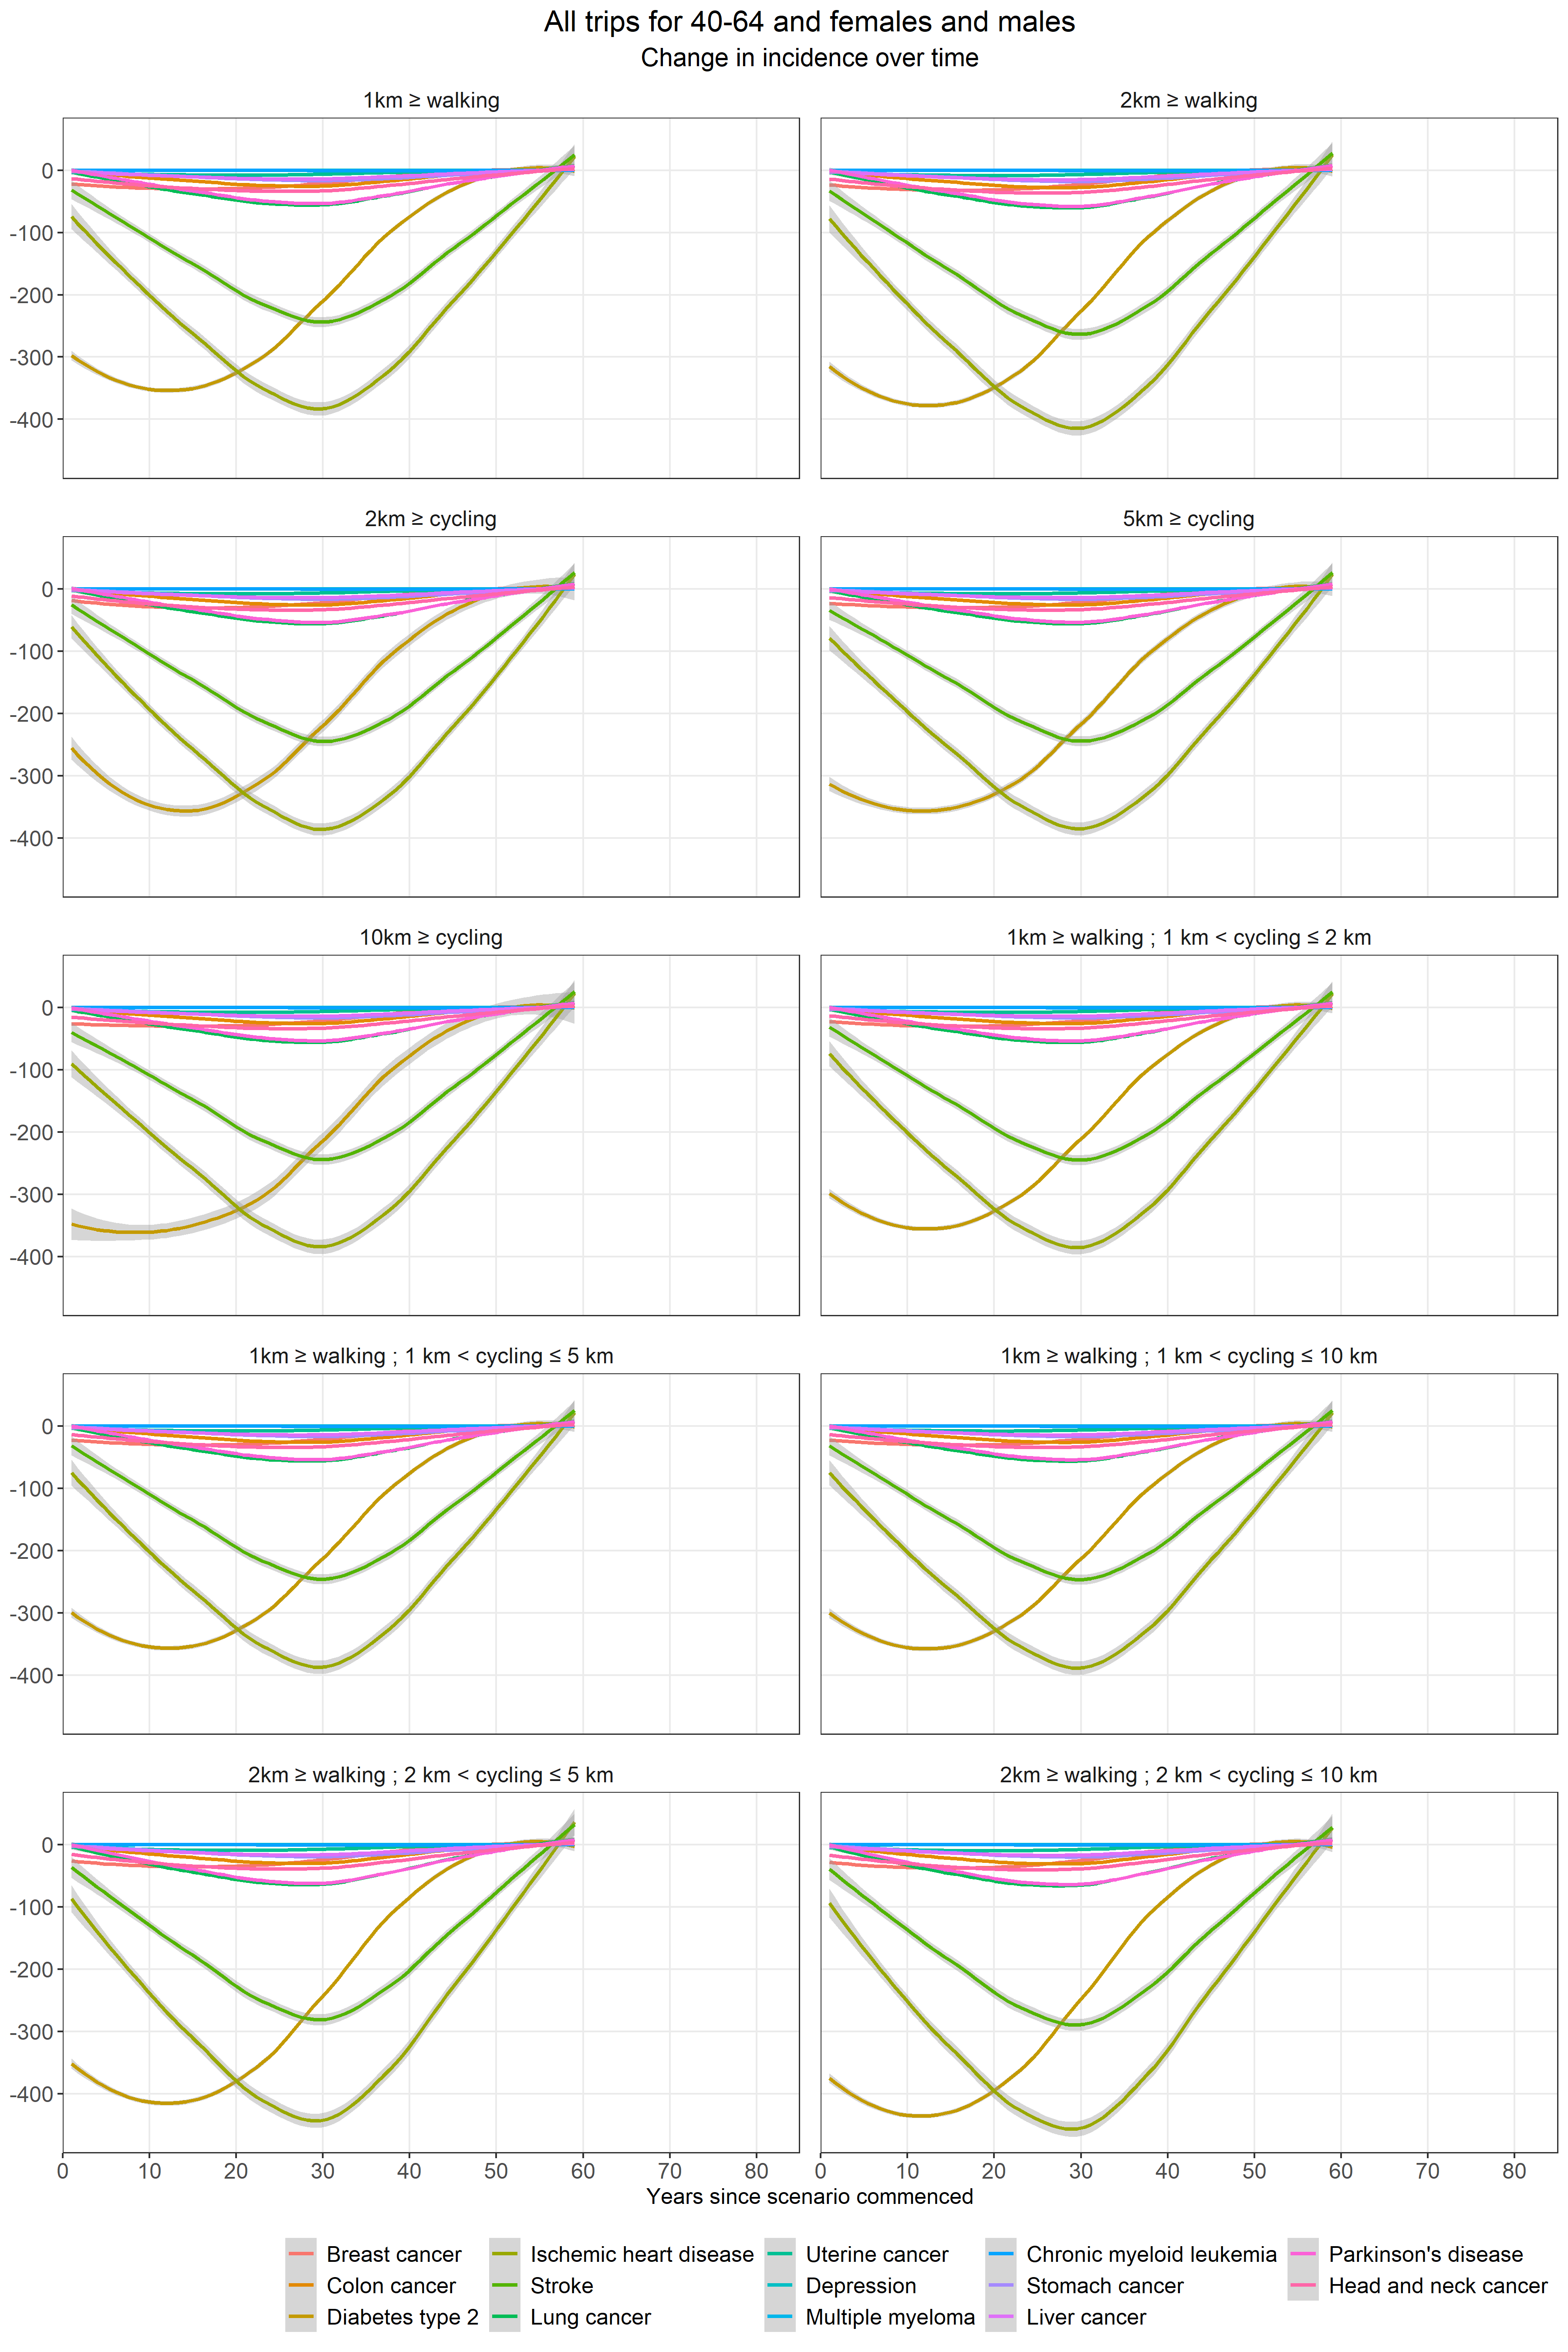 All trips for 40-64 and females and males
Change in incidence over time
1km ≥ walking
2km ≥ walking
0
-100
-200
-300
-400
2km ≥ cycling
5km ≥ cycling
0
-100
-200
-300
-400
10km ≥ cycling
1km ≥ walking ; 1 km < cycling ≤ 2 km
0
-100
-200
-300
-400
1km ≥ walking ; 1 km < cycling ≤ 5 km
1km ≥ walking ; 1 km < cycling ≤ 10 km
0
-100
-200
-300
-400
2km ≥ walking ; 2 km < cycling ≤ 5 km
2km ≥ walking ; 2 km < cycling ≤ 10 km
0
-100
-200
-300
-400
0 10 20 30 40 50 60 70 80
0 10 20 30 40 50 60 70 80
Years since scenario commenced
Breast cancer
Colon cancer
Diabetes type 2
Ischemic heart disease
Stroke
Lung cancer
Uterine cancer
Depression
Multiple myeloma
Chronic myeloid leukemia
Stomach cancer
Liver cancer
Parkinson's disease
Head and neck cancer